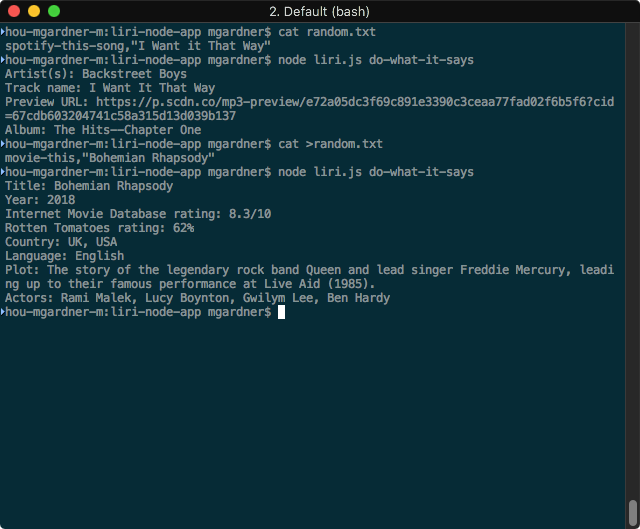 2. Default (bash)
hou-mgardner-m:liri-node-app mgardner$ cat random.txt
spotify-this-song,"I Want it That Way"
hou-mgardner-m:liri-node-app mgardner$ node liri.js do-what-it-says
Artist(s): Backstreet Boys
Track name: I Want It That Way
Preview URL: https://p.scdn.co/mp3-preview/e72a05dc3f69c891e3390c3ceaa77fad02f6b5f6?cid
=67cdb603204741c58a315d13d039b137
Album: The Hits--Chapter One
hou-mgardner-m:liri-node-app mgardner$ cat >random.txt
movie-this,"Bohemian Rhapsody"
hou-mgardner-m:liri-node-app mgardner$ node liri.js do-what-it-says
Title: Bohemian Rhapsody
Year: 2018
Internet Movie Database rating: 8.3/10
Rotten Tomatoes rating: 62%
Country: UK, USA
Language: English
Plot: The story of the legendary rock band Queen and lead singer Freddie Mercury, leadi
ng up to their famous performance at Live Aid (1985).
Actors: Rami Malek, Lucy Boynton, Gwilym Lee, Ben Hardy
hou-mgardner-m:liri-node-app mgardner$